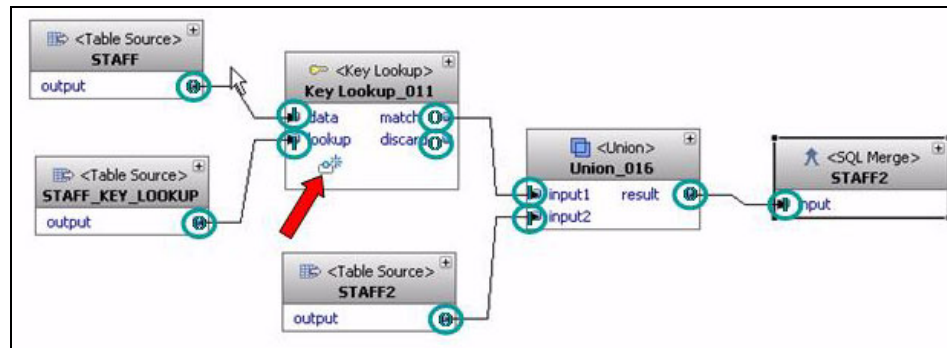 <Table Source>
STAFF
output
<Key Lookup>
Key Lookup_011
data match
lookup discard
<Table Source>
STAFF_KEY_LOOKUP
output
<Union>
Union_016
input1 result
input2
<SQL Merge>
STAFF2
input
<Table Source>
STAFF2
output